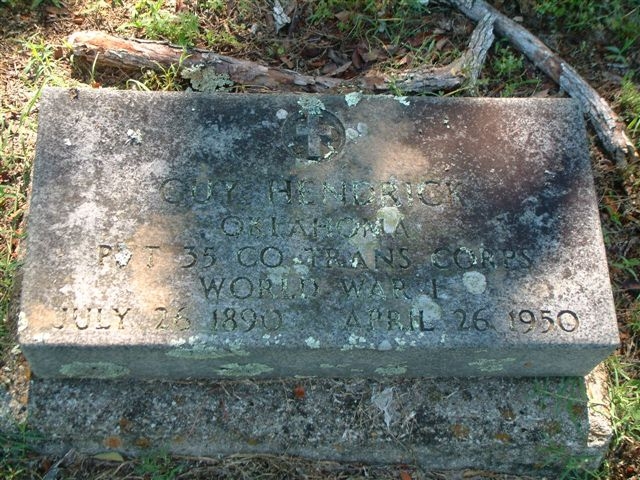 GUY HENDRICK
OKLAHOMA
PVT 35 CO TRANS CORPS
WORLD WAR I
JULY 26 1890 APRIL 26 1950